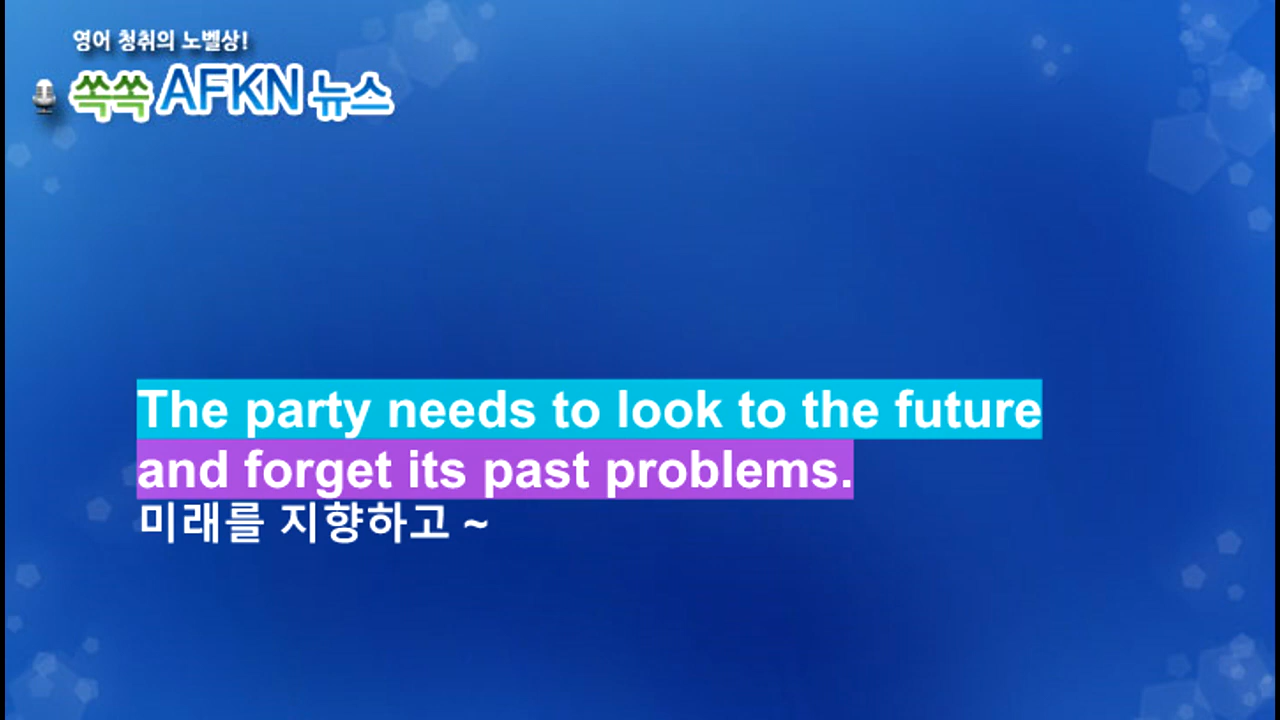 영어 청취의 노벨상!
쏙쏙 AFKN 뉴스
The party needs to look to the future
and forget its past problems.
미래를 지향하고 ~